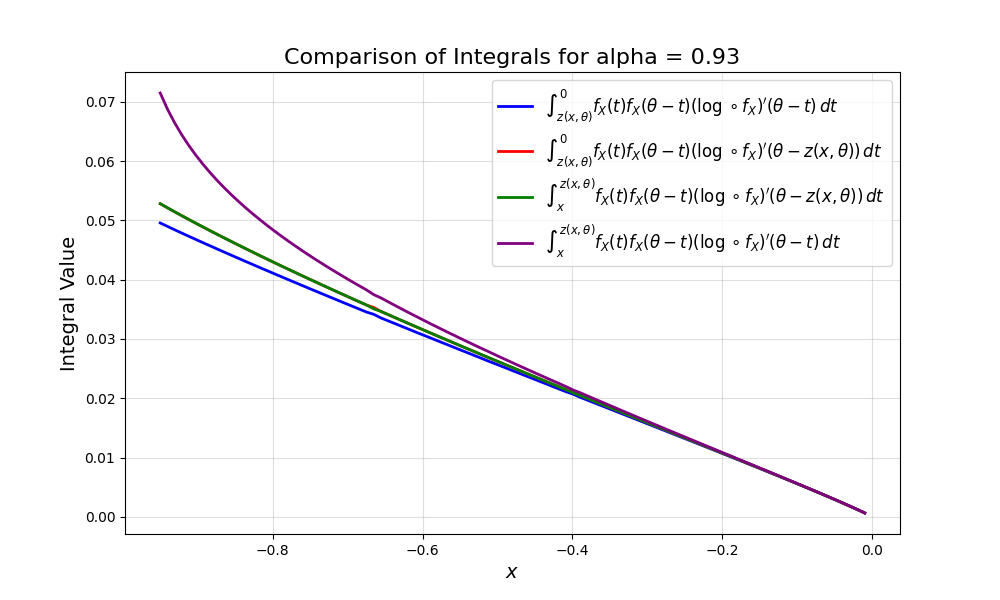 Comparison of Integrals for alpha = 0.93
∫_{z(x, θ)}^{0} f_X(t)f_X(θ − t)(log ∘ f_X)′(θ − t) dt
∫_{z(x, θ)}^{0} f_X(t)f_X(θ − t)(log ∘ f_X)′(θ − z(x, θ)) dt
∫_{x}^{z(x, θ)} f_X(t)f_X(θ − t)(log ∘ f_X)′(θ − z(x, θ)) dt
∫_{x}^{z(x, θ)} f_X(t)f_X(θ − t)(log ∘ f_X)′(θ − t) dt
Integral Value
0.07
0.06
0.05
0.04
0.03
0.02
0.01
0.00
−0.8 −0.6 −0.4 −0.2 0.0
x